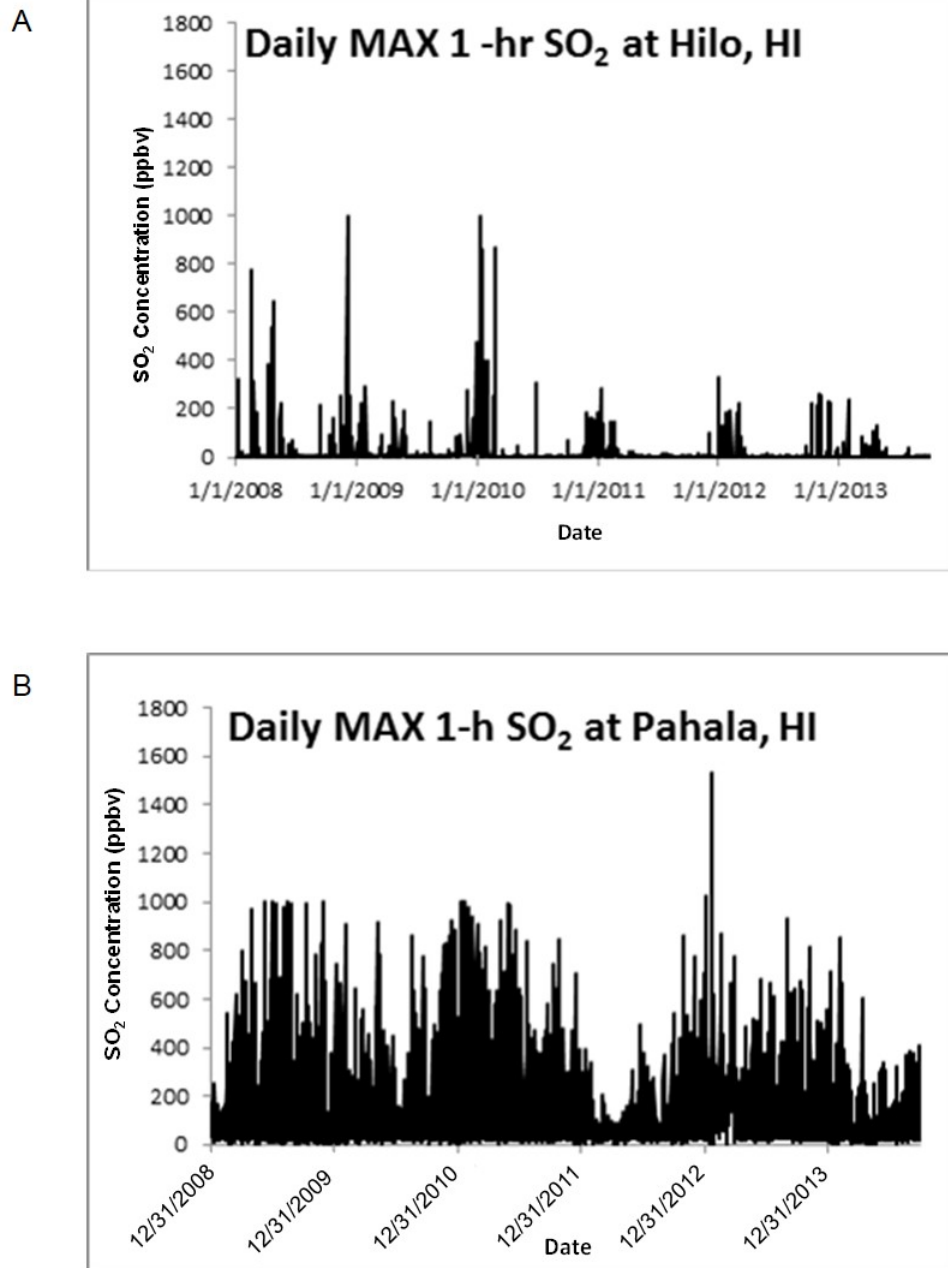 A
Daily MAX 1 -hr SO₂ at Hilo, HI
SO₂ Concentration (ppbv)
1800
1600
1400
1200
1000
800
600
400
200
0
1/1/2008 1/1/2009 1/1/2010 1/1/2011 1/1/2012 1/1/2013
Date
B
Daily MAX 1-h SO₂ at Pahala, HI
SO₂ Concentration (ppbv)
1800
1600
1400
1200
1000
800
600
400
200
0
12/31/2008 12/31/2009 12/31/2010 12/31/2011 12/31/2012 12/31/2013
Date